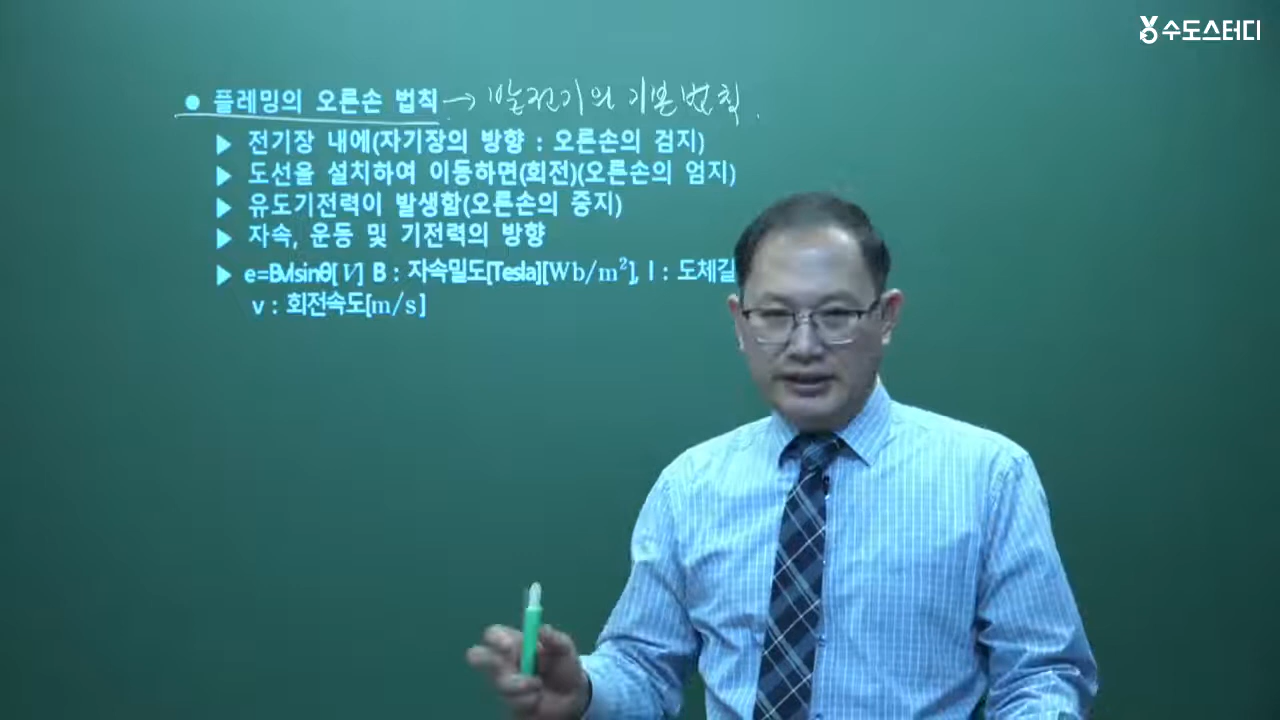 수도스터디
● 플레밍의 오른손 법칙 → 발전기의 기본법칙.
▶ 전기장 내에(자기장의 방향 : 오른손의 검지)
▶ 도선을 설치하여 이동하면(회전)(오른손의 엄지)
▶ 유도기전력이 발생함(오른손의 중지)
▶ 자속, 운동 및 기전력의 방향
▶ e=Bvlsinθ[V] B : 자속밀도[Tesla][Wb/m²], l : 도체길
v : 회전속도[m/s]